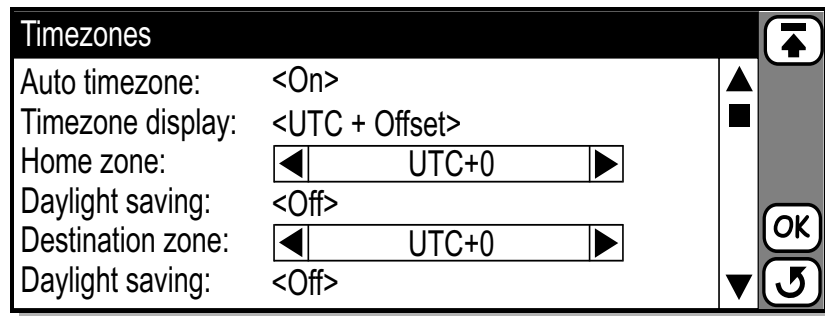 Timezones
Auto timezone: <On>
Timezone display: <UTC + Offset>
Home zone: UTC+0
Daylight saving: <Off>
Destination zone: UTC+0
Daylight saving: <Off>
OK